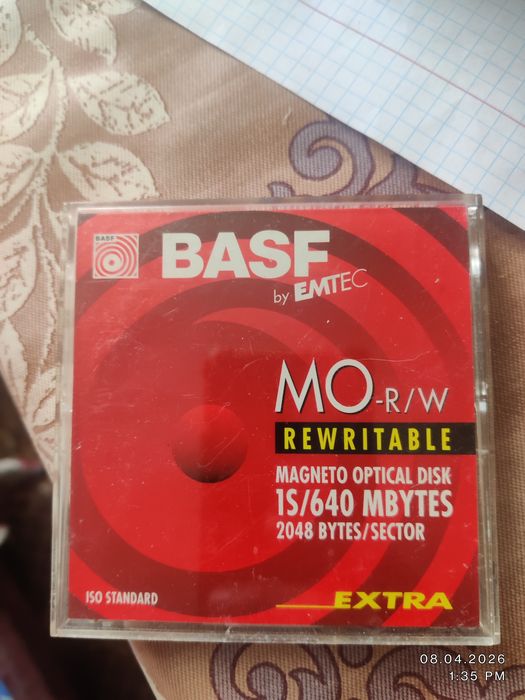 BASF
BASF
by EMTEC
MO-R/W
REWRITABLE
MAGNETO OPTICAL DISK
1S/640 MBYTES
2048 BYTES/SECTOR
ISO STANDARD
EXTRA
08.04.2026
1:35 PM